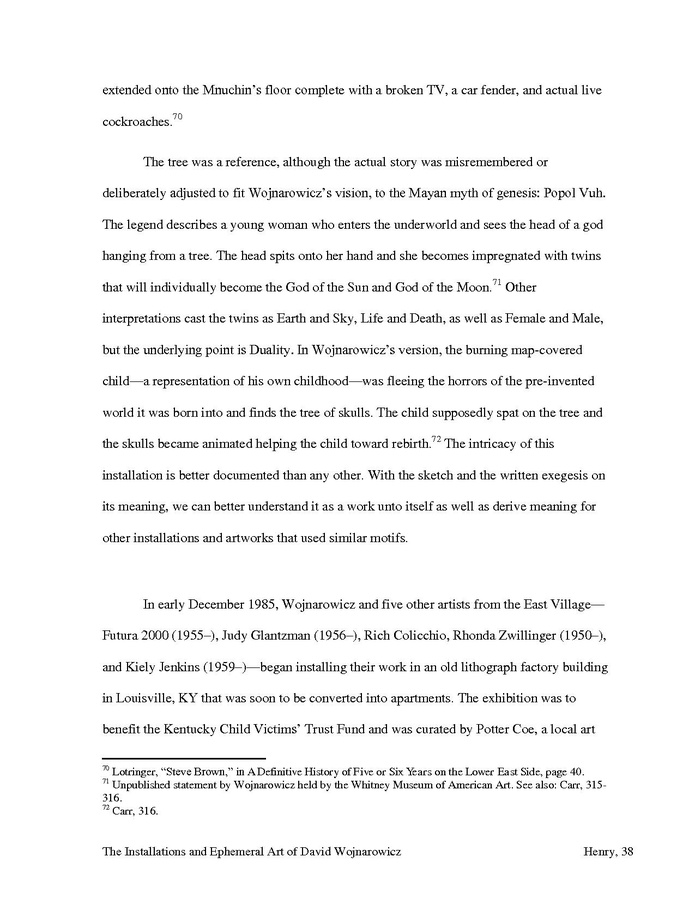 extended onto the Mnuchin's floor complete with a broken TV, a car fender, and actual live
cockroaches.70
The tree was a reference, although the actual story was misremembered or
deliberately adjusted to fit Wojnarowicz's vision, to the Mayan myth of genesis: Popol Vuh.
The legend describes a young woman who enters the underworld and sees the head of a god
hanging from a tree. The head spits onto her hand and she becomes impregnated with twins
that will individually become the God of the Sun and God of the Moon.71 Other
interpretations cast the twins as Earth and Sky, Life and Death, as well as Female and Male,
but the underlying point is Duality. In Wojnarowicz's version, the burning map-covered
child—a representation of his own childhood—was fleeing the horrors of the pre-invented
world it was born into and finds the tree of skulls. The child supposedly spat on the tree and
the skulls became animated helping the child toward rebirth.72 The intricacy of this
installation is better documented than any other. With the sketch and the written exegesis on
its meaning, we can better understand it as a work unto itself as well as derive meaning for
other installations and artworks that used similar motifs.
In early December 1985, Wojnarowicz and five other artists from the East Village—
Futura 2000 (1955–), Judy Glantzman (1956–), Rich Colicchio, Rhonda Zwillinger (1950–),
and Kiely Jenkins (1959–)—began installing their work in an old lithograph factory building
in Louisville, KY that was soon to be converted into apartments. The exhibition was to
benefit the Kentucky Child Victims' Trust Fund and was curated by Potter Coe, a local art
70 Lotringer, "Steve Brown," in A Definitive History of Five or Six Years on the Lower East Side, page 40.
71 Unpublished statement by Wojnarowicz held by the Whitney Museum of American Art. See also: Carr, 315-
316.
72 Carr, 316.
The Installations and Ephemeral Art of David Wojnarowicz Henry, 38